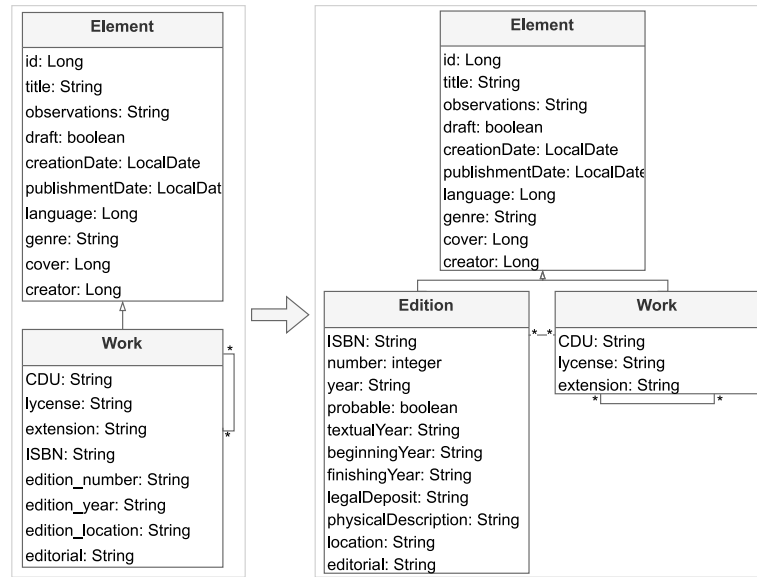 Element
id: Long
title: String
observations: String
draft: boolean
creationDate: LocalDate
publishmentDate: LocalDat
language: Long
genre: String
cover: Long
creator: Long
Work
CDU: String
lycense: String
extension: String
ISBN: String
edition_number: String
edition_year: String
edition_location: String
editorial: String
*
*
Element
id: Long
title: String
observations: String
draft: boolean
creationDate: LocalDate
publishmentDate: LocalDate
language: Long
genre: String
cover: Long
creator: Long
Edition
ISBN: String
number: integer
year: String
probable: boolean
textualYear: String
beginningYear: String
finishingYear: String
legalDeposit: String
physicalDescription: String
location: String
editorial: String
* *
Work
CDU: String
lycense: String
extension: String
* *